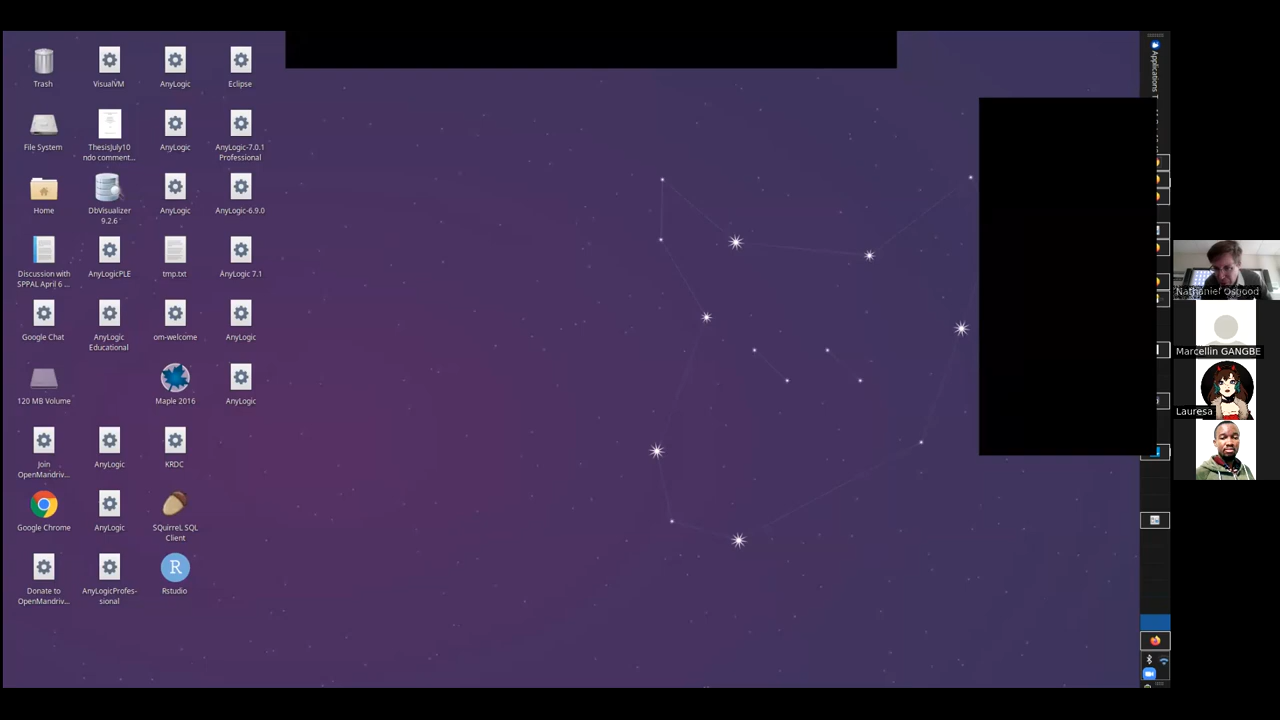 Trash
VisualVM
AnyLogic
Eclipse
File System
ThesisJuly10
ndo comment...
AnyLogic
AnyLogic-7.0.1
Professional
Home
DbVisualizer
9.2.6
AnyLogic
AnyLogic-6.9.0
Discussion with
SPPAL April 6 ...
AnyLogicPLE
tmp.txt
AnyLogic 7.1
Google Chat
AnyLogic
Educational
om-welcome
AnyLogic
120 MB Volume
Maple 2016
AnyLogic
Join
OpenMandriv...
AnyLogic
KRDC
Google Chrome
AnyLogic
SQuirreL SQL
Client
Donate to
OpenMandriv...
AnyLogicProfes-
sional
R
Rstudio
Applications
Nathaniel Osgood
Marcellin GANGBE
Lauresa